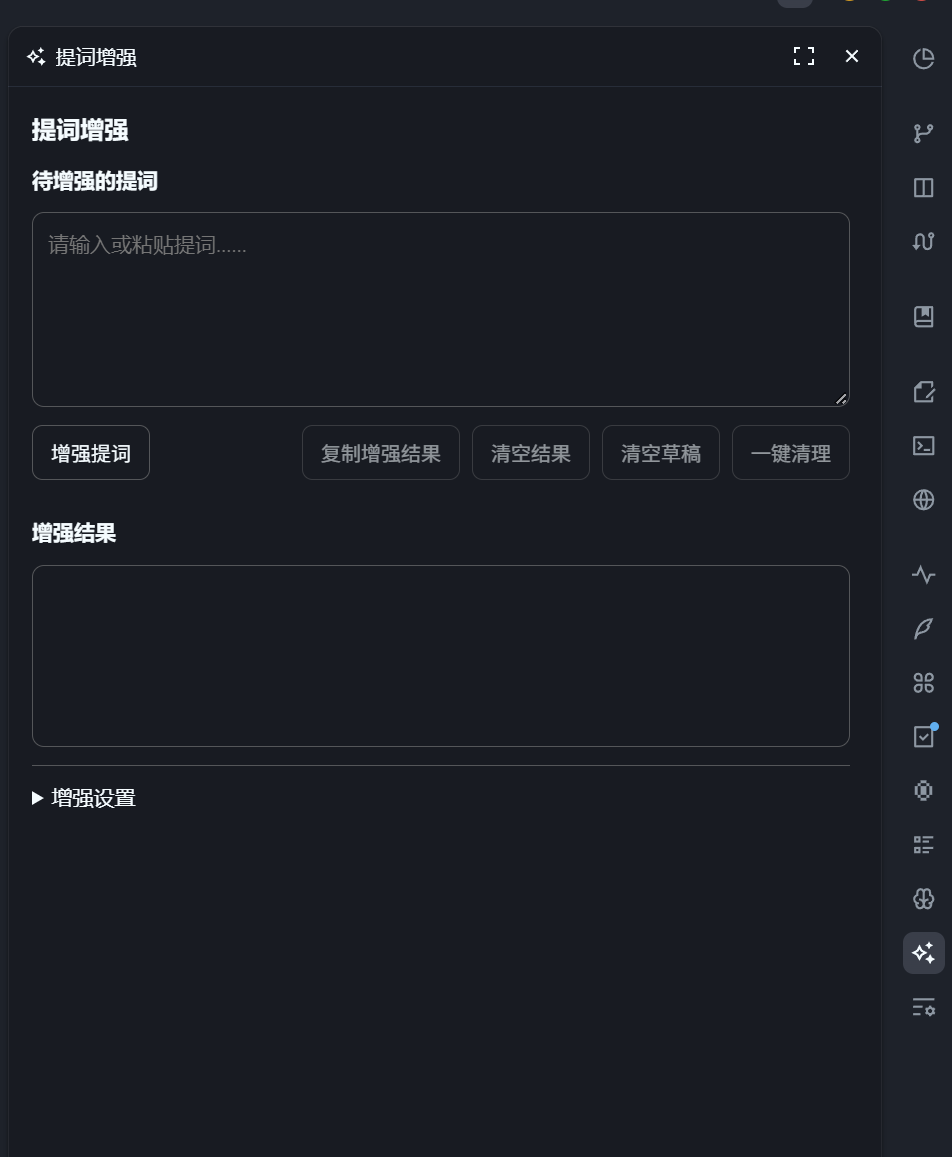 提词增强
提词增强
待增强的提词
请输入或粘贴提词......
增强提词 复制增强结果 清空结果 清空草稿 一键清理
增强结果
增强设置